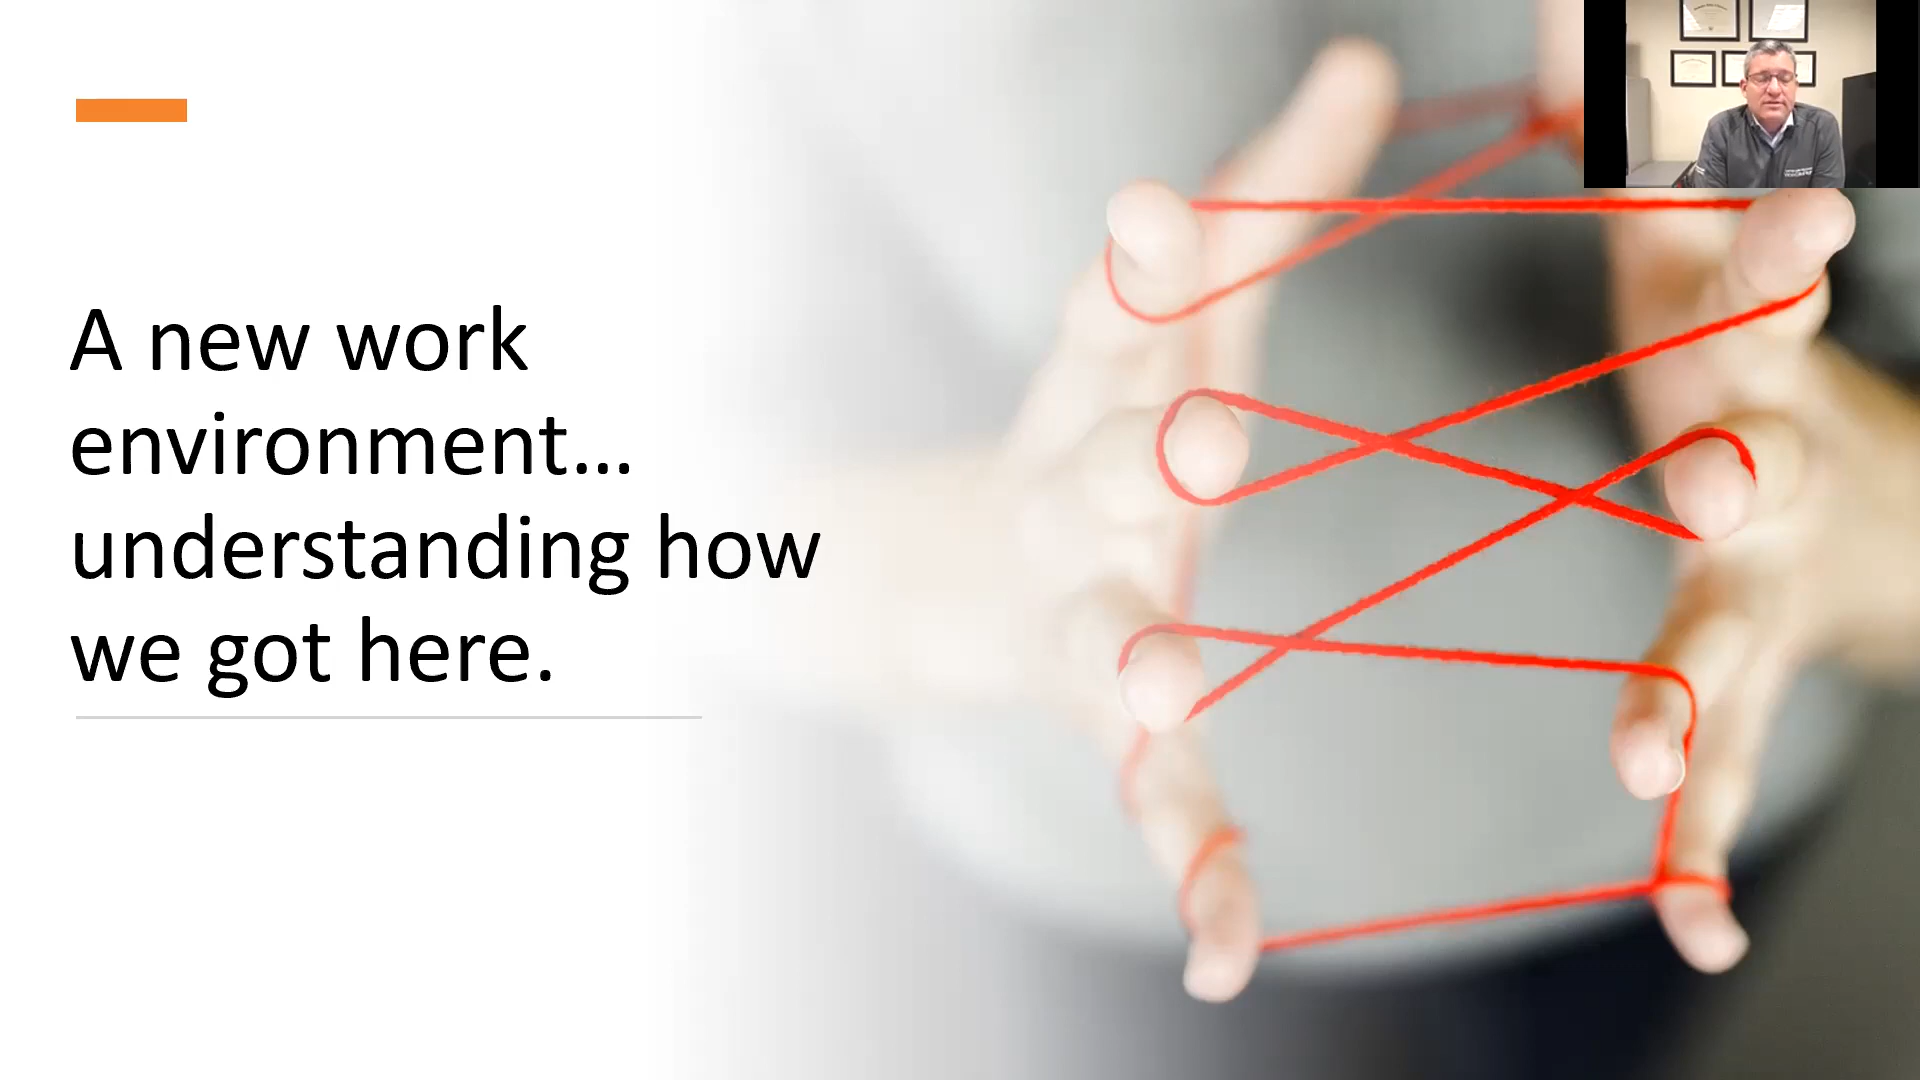 A new work
environment...
understanding how
we got here.